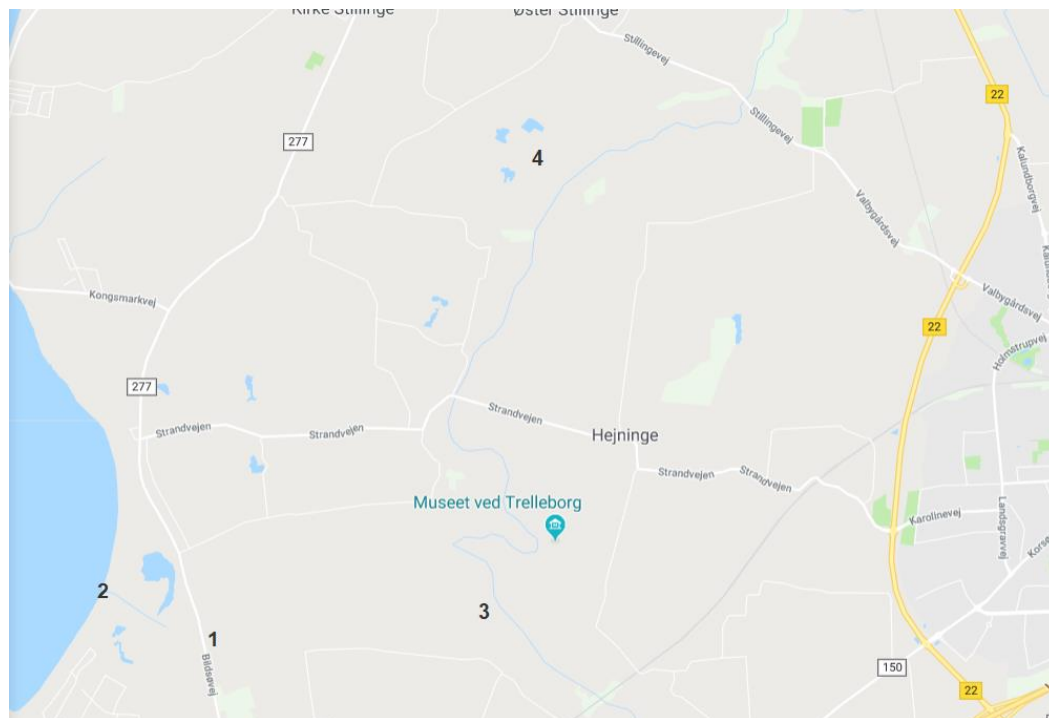 Kirke Stillinge
Øster Stillinge
Stillingevej
22
277
Stillingevej
4
Kalundborgvej
Valbygårdsvej
Kongsmarkvej
Valbygårdsvej
22
Holmstrupvej
277
Strandvejen
Strandvejen
Strandvejen
Hejninge
Strandvejen
Strandvejen
Museet ved Trelleborg
Karolinevej
Landsgravvej
2
3
1
Bildsøvej
150
22